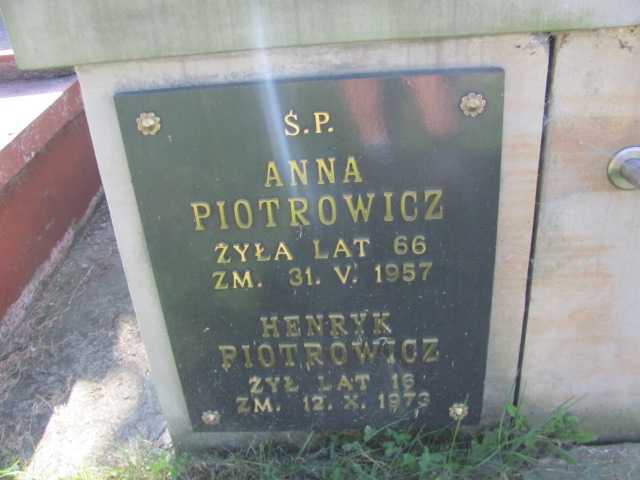 Ś.P.
ANNA
PIOTROWICZ
ŻYŁA LAT 66
ZM. 31. V. 1957
HENRYK
PIOTROWICZ
ŻYŁ LAT 16
ZM. 12. X. 1973